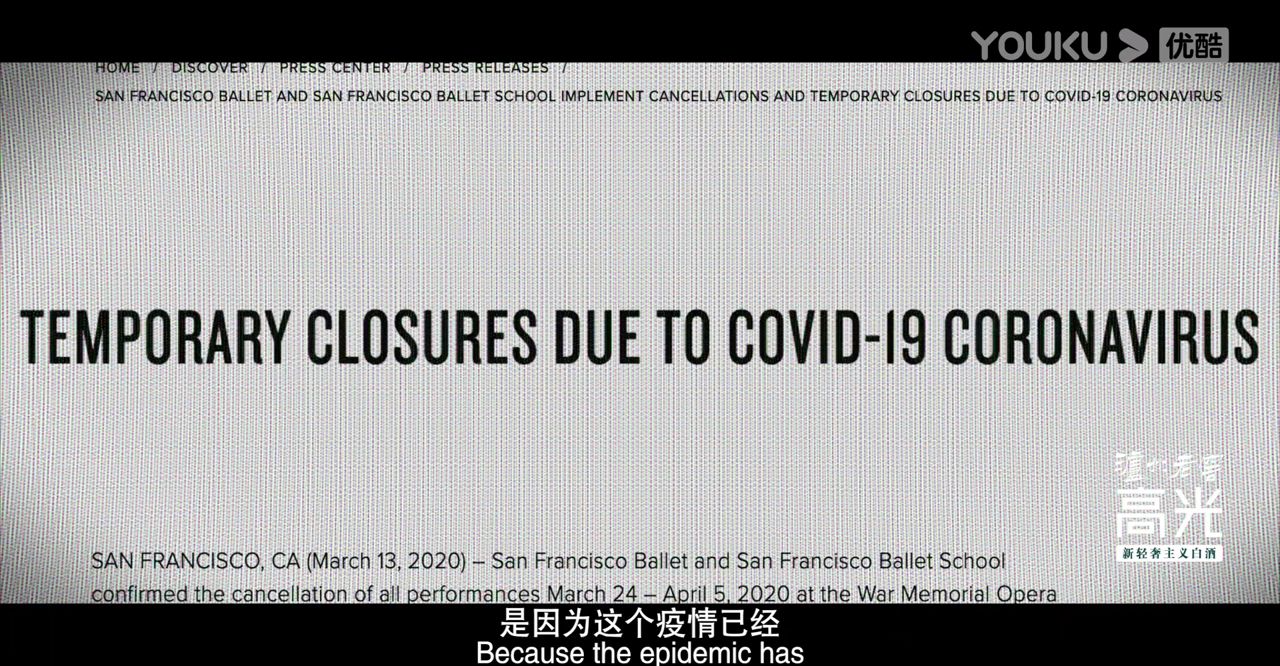 YOUKU 优酷
HOME / DISCOVER / PRESS CENTER / PRESS RELEASES /
SAN FRANCISCO BALLET AND SAN FRANCISCO BALLET SCHOOL IMPLEMENT CANCELLATIONS AND TEMPORARY CLOSURES DUE TO COVID-19 CORONAVIRUS
TEMPORARY CLOSURES DUE TO COVID-19 CORONAVIRUS
泸州老窖
高光
新轻奢主义白酒
SAN FRANCISCO, CA (March 13, 2020) – San Francisco Ballet and San Francisco Ballet School
confirmed the cancellation of all performances March 24 – April 5, 2020 at the War Memorial Opera
是因为这个疫情已经
Because the epidemic has